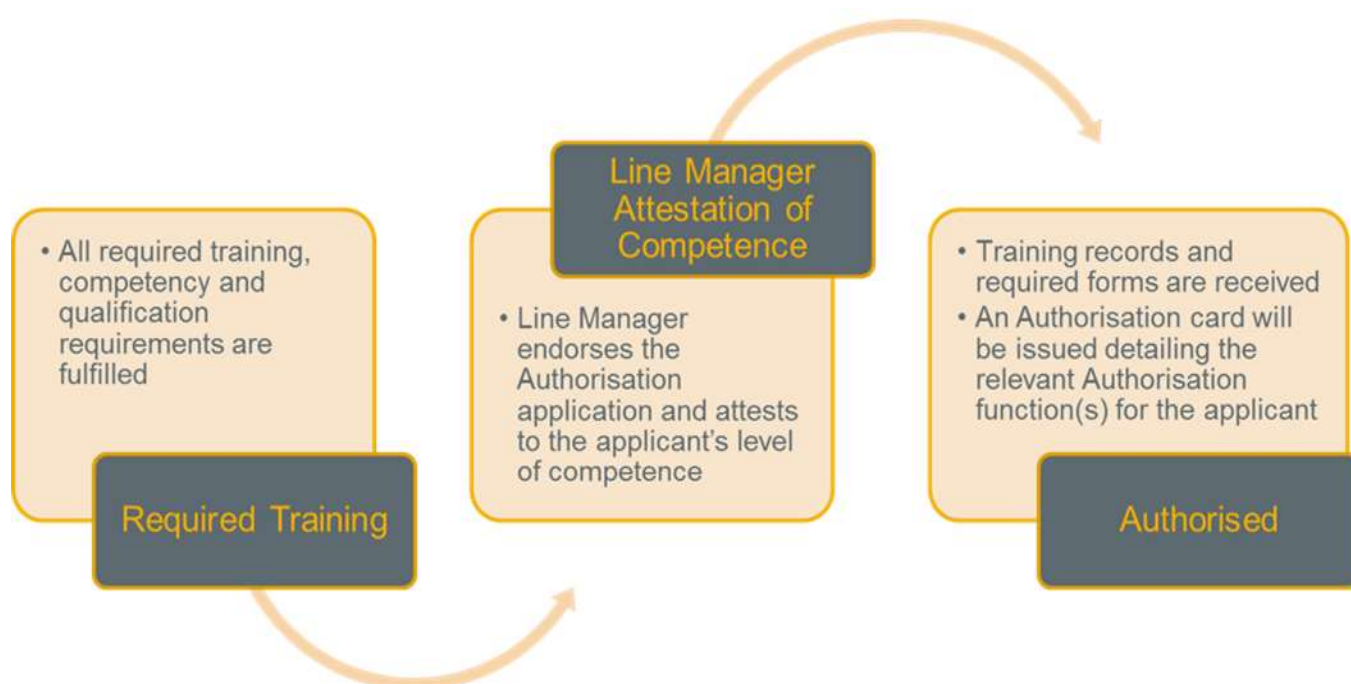 • All required training,
competency and
qualification
requirements are
fulfilled
Required Training
Line Manager
Attestation of
Competence
• Line Manager
endorses the
Authorisation
application and attests
to the applicant's level
of competence
• Training records and
required forms are received
• An Authorisation card will
be issued detailing the
relevant Authorisation
function(s) for the applicant
Authorised